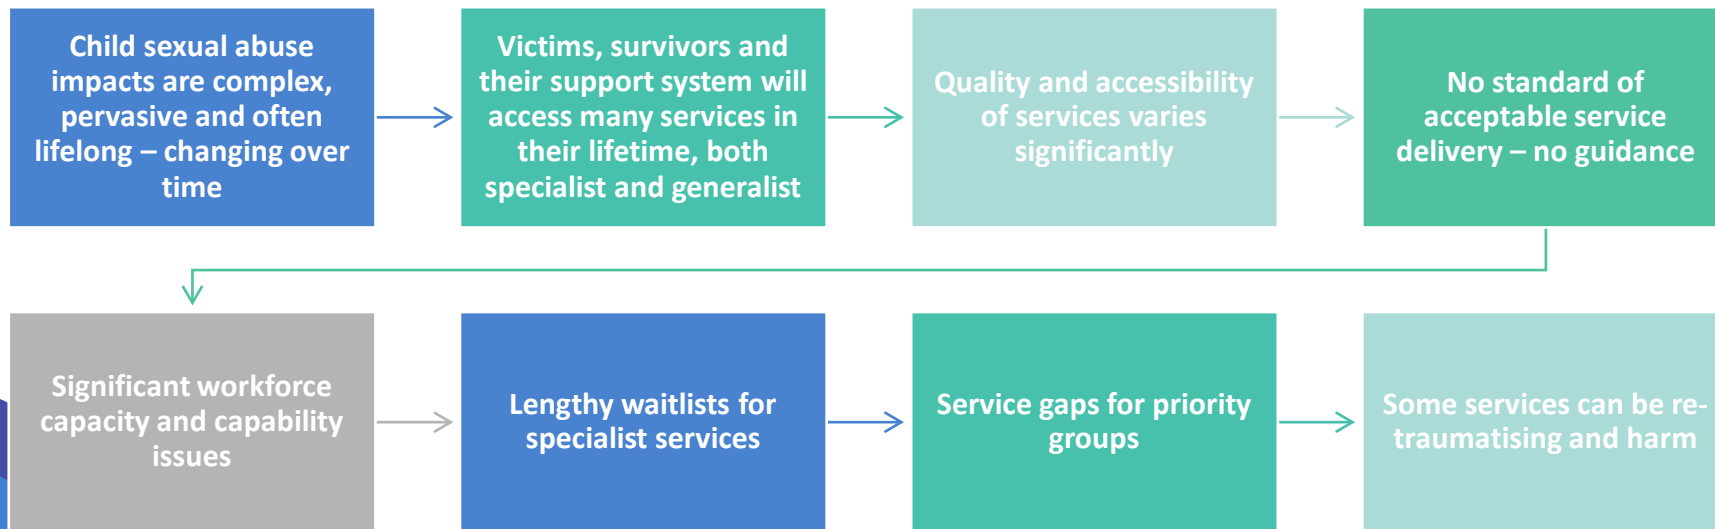 Child sexual abuse
impacts are complex,
pervasive and often
lifelong – changing over
time
Victims, survivors and
their support system will
access many services in
their lifetime, both
specialist and generalist
Quality and accessibility
of services varies
significantly
No standard of
acceptable service
delivery – no guidance
Significant workforce
capacity and capability
issues
Lengthy waitlists for
specialist services
Service gaps for priority
groups
Some services can be re-
traumatising and harm